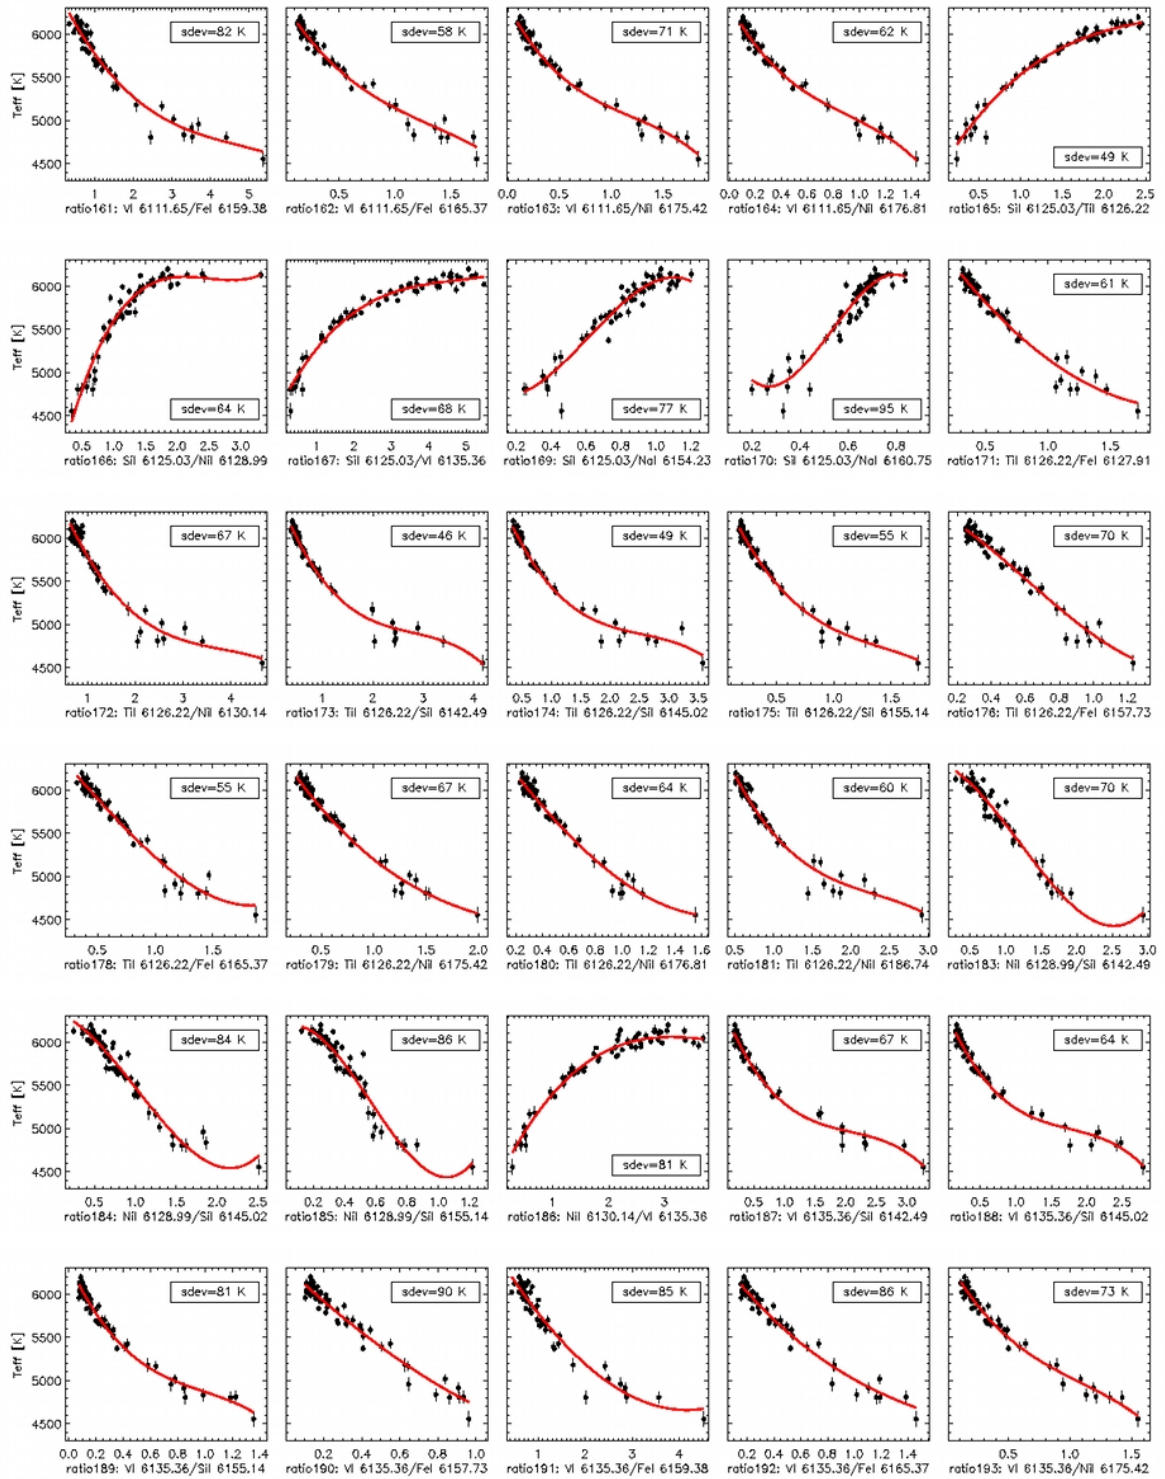 6000
5500
5000
4500
Teff [K]
sdev=82 K
1 2 3 4 5
ratio161: VI 6111.65/FeI 6159.38
sdev=58 K
0.5 1.0 1.5
ratio162: VI 6111.65/FeI 6165.37
sdev=71 K
0.0 0.5 1.0 1.5
ratio163: VI 6111.65/NiI 6175.42
sdev=62 K
0.0 0.2 0.4 0.6 0.8 1.0 1.2 1.4
ratio164: VI 6111.65/NiI 6176.81
sdev=49 K
0.5 1.0 1.5 2.0 2.5
ratio165: SiI 6125.03/TiI 6126.22
6000
5500
5000
4500
Teff [K]
sdev=64 K
0.5 1.0 1.5 2.0 2.5 3.0
ratio166: SiI 6125.03/NiI 6128.99
sdev=68 K
1 2 3 4 5
ratio167: SiI 6125.03/VI 6135.36
sdev=77 K
0.2 0.4 0.6 0.8 1.0 1.2
ratio169: SiI 6125.03/NaI 6154.23
sdev=95 K
0.2 0.4 0.6 0.8
ratio170: SiI 6125.03/NaI 6160.75
sdev=61 K
0.5 1.0 1.5
ratio171: TiI 6126.22/FeI 6127.91
6000
5500
5000
4500
Teff [K]
sdev=67 K
1 2 3 4
ratio172: TiI 6126.22/NiI 6130.14
sdev=46 K
1 2 3 4
ratio173: TiI 6126.22/SiI 6142.49
sdev=49 K
0.5 1.0 1.5 2.0 2.5 3.0 3.5
ratio174: TiI 6126.22/SiI 6145.02
sdev=55 K
0.5 1.0 1.5
ratio175: TiI 6126.22/SiI 6155.14
sdev=70 K
0.2 0.4 0.6 0.8 1.0 1.2
ratio176: TiI 6126.22/FeI 6157.73
6000
5500
5000
4500
Teff [K]
sdev=55 K
0.5 1.0 1.5
ratio178: TiI 6126.22/FeI 6165.37
sdev=67 K
0.5 1.0 1.5 2.0
ratio179: TiI 6126.22/NiI 6175.42
sdev=64 K
0.2 0.4 0.6 0.8 1.0 1.2 1.4 1.6
ratio180: TiI 6126.22/NiI 6176.81
sdev=60 K
0.5 1.0 1.5 2.0 2.5 3.0
ratio181: TiI 6126.22/NiI 6186.74
sdev=70 K
0.5 1.0 1.5 2.0 2.5 3.0
ratio183: NiI 6128.99/SiI 6142.49
6000
5500
5000
4500
Teff [K]
sdev=84 K
0.5 1.0 1.5 2.0 2.5
ratio184: NiI 6128.99/SiI 6145.02
sdev=86 K
0.2 0.4 0.6 0.8 1.0 1.2
ratio185: NiI 6128.99/SiI 6155.14
sdev=81 K
1 2 3
ratio186: NiI 6130.14/VI 6135.36
sdev=67 K
0.5 1.0 1.5 2.0 2.5 3.0
ratio187: VI 6135.36/SiI 6142.49
sdev=64 K
0.5 1.0 1.5 2.0 2.5
ratio188: VI 6135.36/SiI 6145.02
6000
5500
5000
4500
Teff [K]
sdev=81 K
0.0 0.2 0.4 0.6 0.8 1.0 1.2 1.4
ratio189: VI 6135.36/SiI 6155.14
sdev=90 K
0.2 0.4 0.6 0.8 1.0
ratio190: VI 6135.36/FeI 6157.73
sdev=85 K
1 2 3 4
ratio191: VI 6135.36/FeI 6159.38
sdev=86 K
0.2 0.4 0.6 0.8 1.0 1.2 1.4
ratio192: VI 6135.36/FeI 6165.37
sdev=73 K
0.5 1.0 1.5
ratio193: VI 6135.36/NiI 6175.42